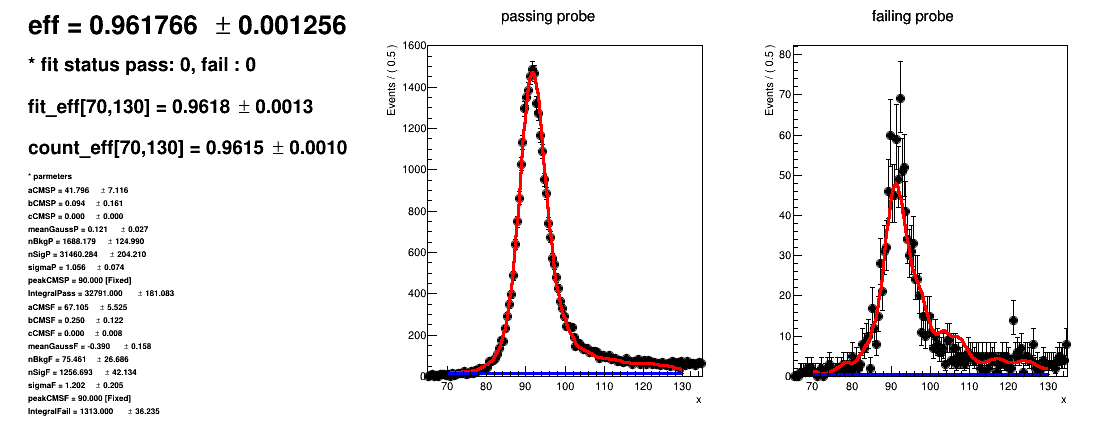 eff = 0.961766 ± 0.001256
* fit status pass: 0, fail : 0
fit_eff[70,130] = 0.9618 ± 0.0013
count_eff[70,130] = 0.9615 ± 0.0010
* parmeters
aCMSP = 41.796 ± 7.116
bCMSP = 0.094 ± 0.161
cCMSP = 0.000 ± 0.000
meanGaussP = 0.121 ± 0.027
nBkgP = 1688.179 ± 124.990
nSigP = 31460.284 ± 204.210
sigmaP = 1.056 ± 0.074
peakCMSP = 90.000 [Fixed]
IntegralPass = 32791.000 ± 181.083
aCMSF = 67.105 ± 5.525
bCMSF = 0.250 ± 0.122
cCMSF = 0.000 ± 0.008
meanGaussF = -0.390 ± 0.158
nBkgF = 75.461 ± 26.686
nSigF = 1256.693 ± 42.134
sigmaF = 1.202 ± 0.205
peakCMSF = 90.000 [Fixed]
IntegralFail = 1313.000 ± 36.235
passing probe
Events / ( 0.5 )
1600
1400
1200
1000
800
600
400
200
0
70 80 90 100 110 120 130
x
failing probe
Events / ( 0.5 )
80
70
60
50
40
30
20
10
0
70 80 90 100 110 120 130
x